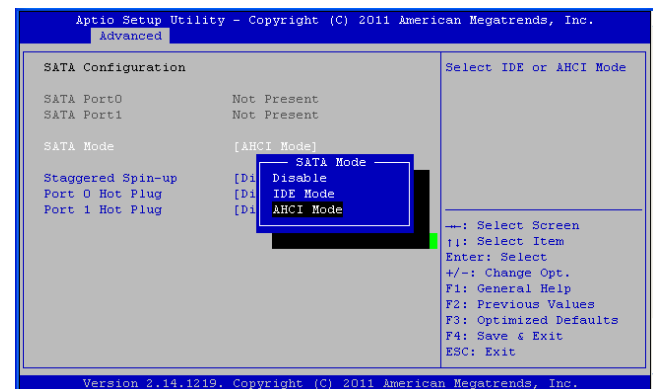 Aptio Setup Utility - Copyright (C) 2011 American Megatrends, Inc.
Advanced
SATA Configuration
SATA Port0 Not Present
SATA Port1 Not Present
SATA Mode [AHCI Mode]
Staggered Spin-up [Di
Port 0 Hot Plug [Di
Port 1 Hot Plug [Di
SATA Mode
Disable
IDE Mode
AHCI Mode
Select IDE or AHCI Mode
→←: Select Screen
↑↓: Select Item
Enter: Select
+/-: Change Opt.
F1: General Help
F2: Previous Values
F3: Optimized Defaults
F4: Save & Exit
ESC: Exit
Version 2.14.1219. Copyright (C) 2011 American Megatrends, Inc.